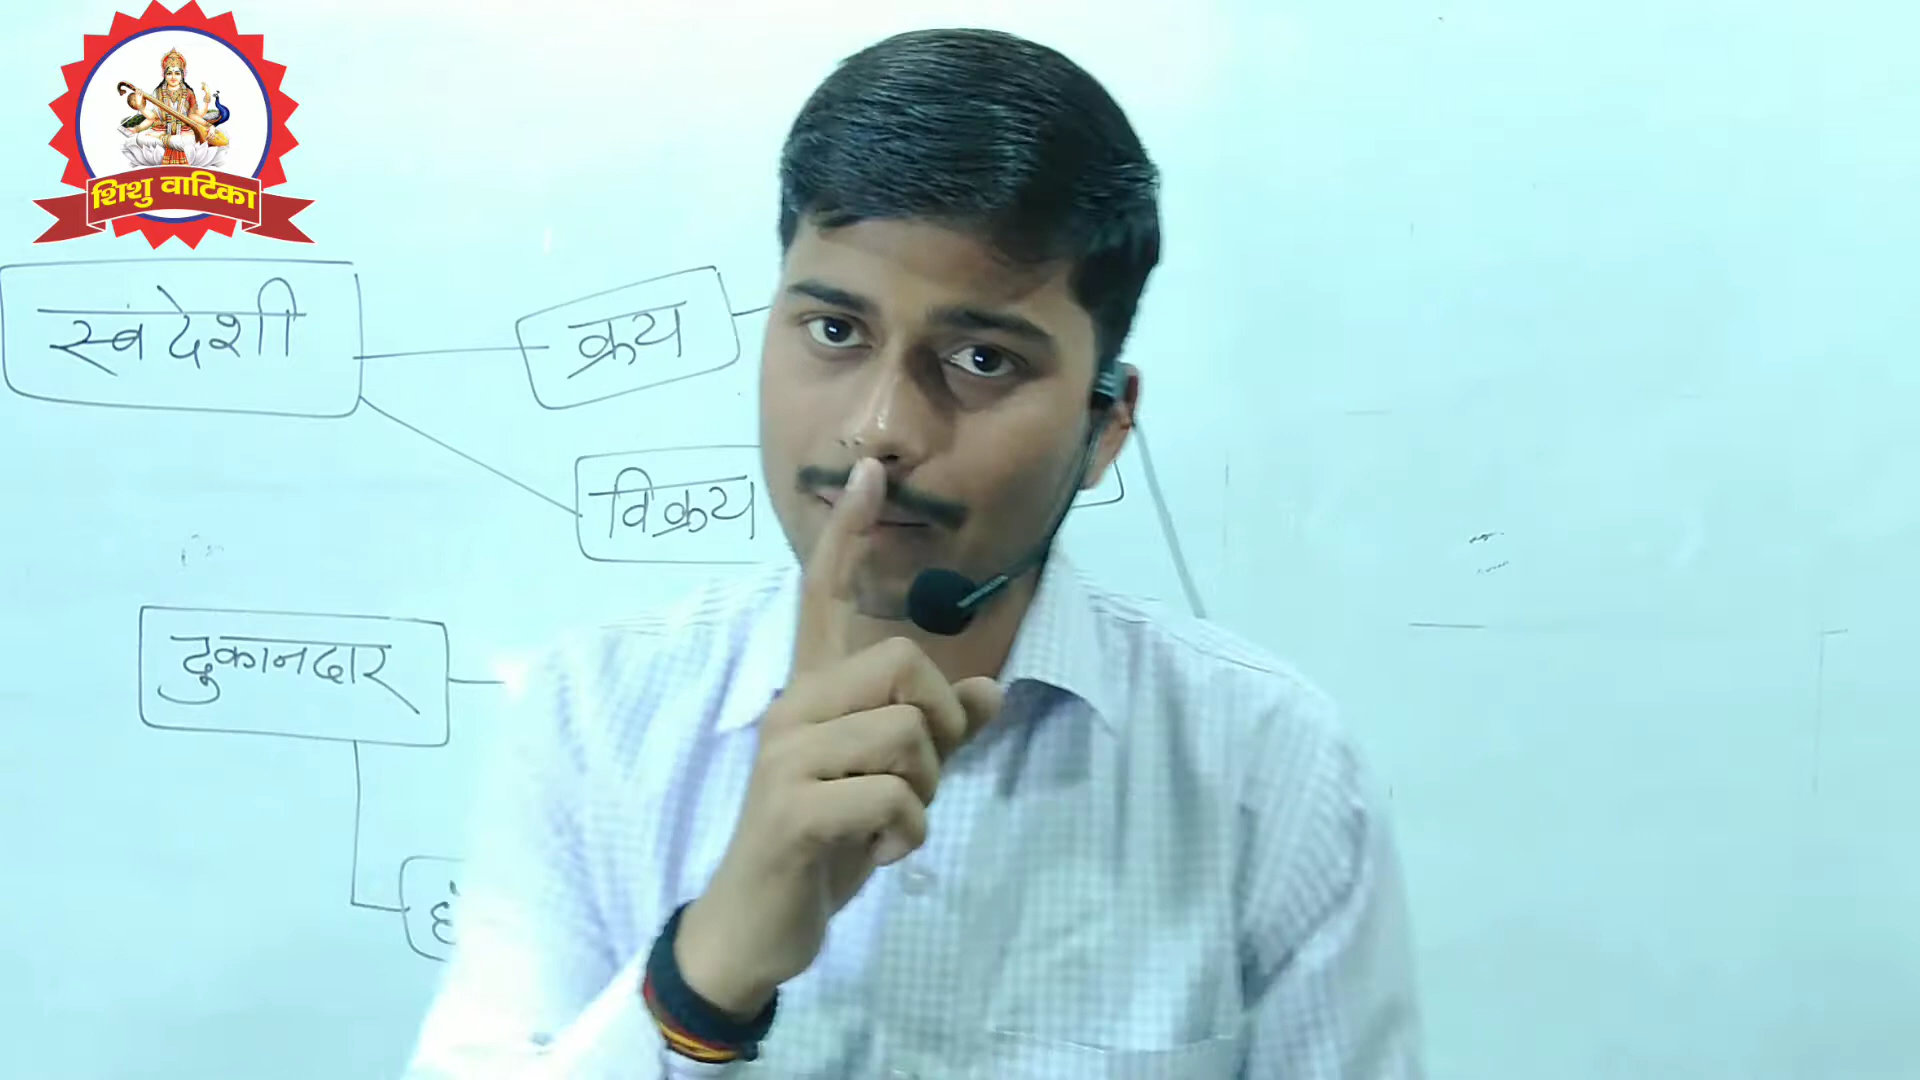 शिशु वाटिका
स्वदेशी
क्रय
विक्रय
दुकानदार